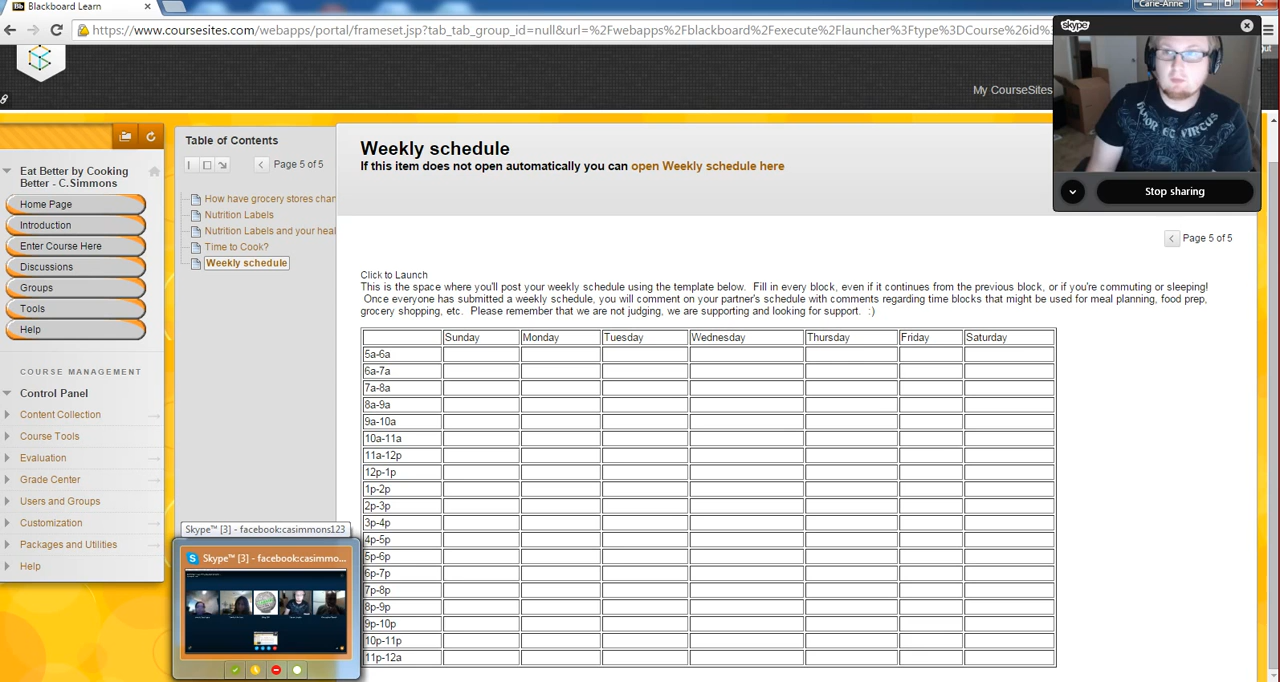 Blackboard Learn
Carie-Anne
https://www.coursesites.com/webapps/portal/frameset.jsp?tab_tab_group_id=null&url=%2Fwebapps%2Fblackboard%2Fexecute%2Flauncher%3Ftype%3DCourse%26id%3
skype
My CourseSites
Stop sharing
Eat Better by Cooking
Better - C.Simmons
Home Page
Introduction
Enter Course Here
Discussions
Groups
Tools
Help
COURSE MANAGEMENT
Control Panel
Content Collection
Course Tools
Evaluation
Grade Center
Users and Groups
Customization
Packages and Utilities
Help
Table of Contents
Page 5 of 5
How have grocery stores chan
Nutrition Labels
Nutrition Labels and your heal
Time to Cook?
Weekly schedule
Weekly schedule
If this item does not open automatically you can open Weekly schedule here
Page 5 of 5
Click to Launch
This is the space where you'll post your weekly schedule using the template below. Fill in every block, even if it continues from the previous block, or if you're commuting or sleeping!
Once everyone has submitted a weekly schedule, you will comment on your partner's schedule with comments regarding time blocks that might be used for meal planning, food prep,
grocery shopping, etc. Please remember that we are not judging, we are supporting and looking for support. :)
Sunday Monday Tuesday Wednesday Thursday Friday Saturday
5a-6a
6a-7a
7a-8a
8a-9a
9a-10a
10a-11a
11a-12p
12p-1p
1p-2p
2p-3p
3p-4p
4p-5p
5p-6p
6p-7p
7p-8p
8p-9p
9p-10p
10p-11p
11p-12a
Skype™ [3] - facebook:casimmons123
Skype™ [3] - facebook:casimmo...